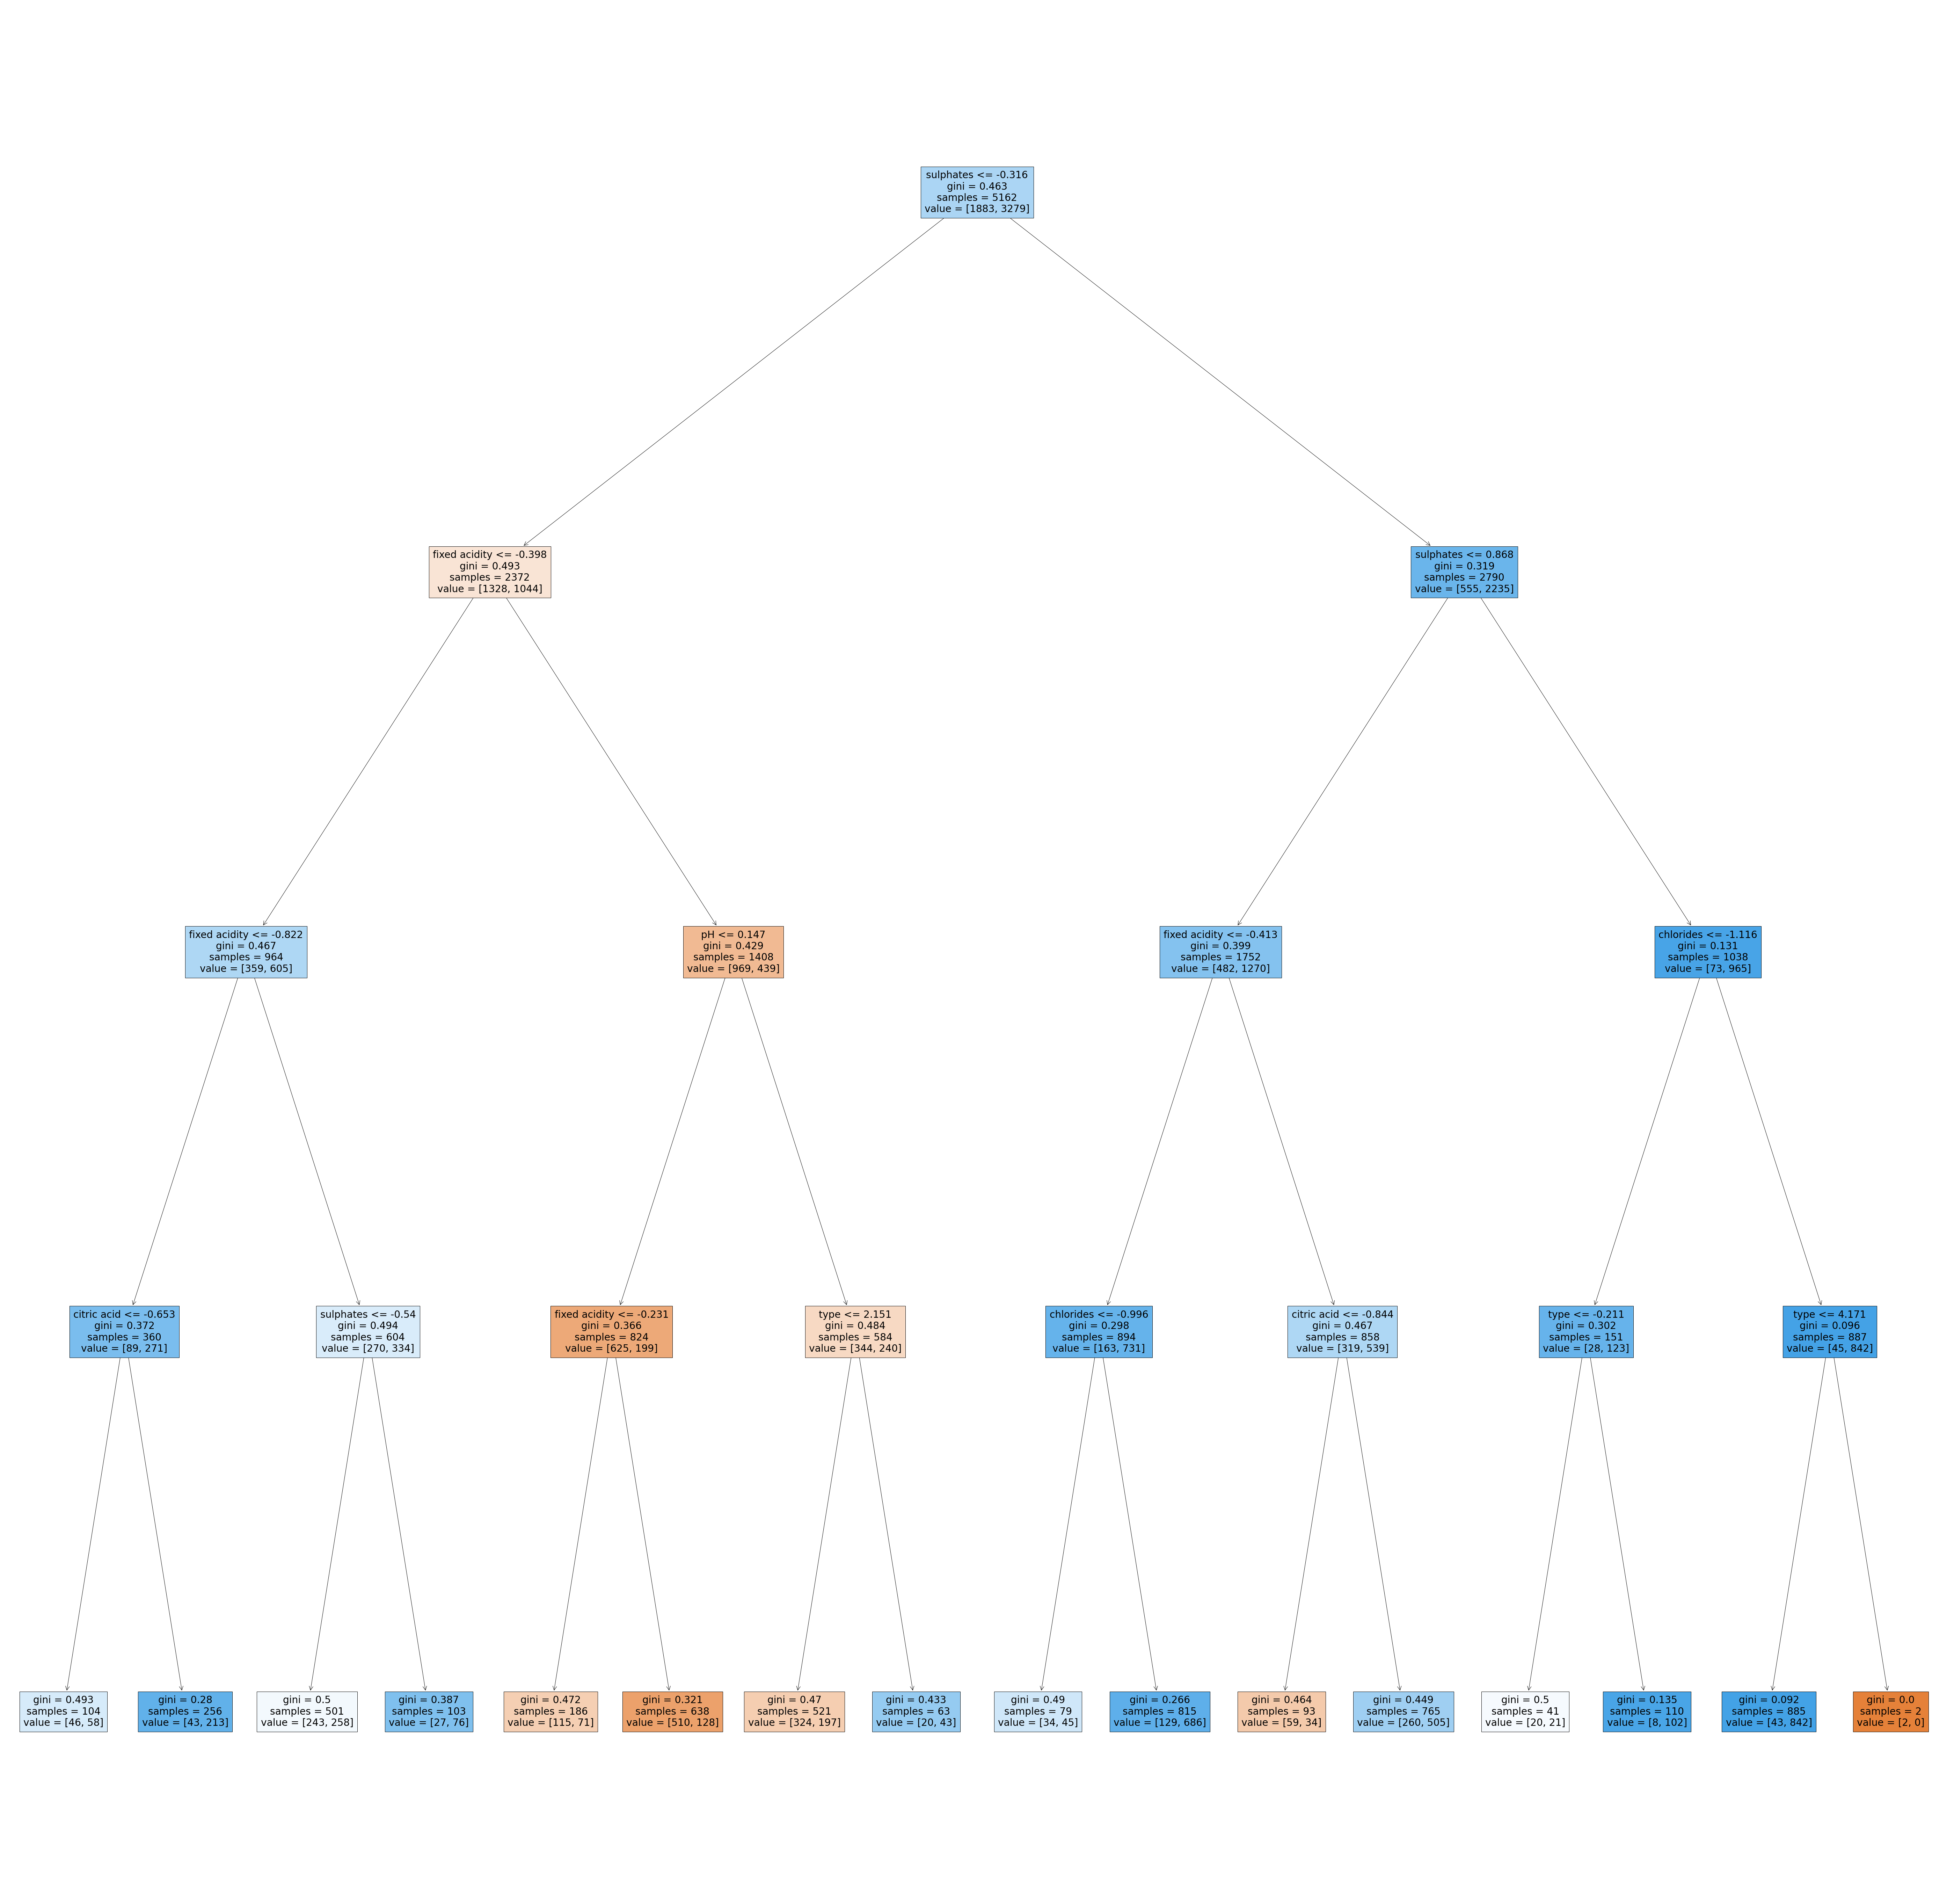 sulphates <= -0.316
gini = 0.463
samples = 5162
value = [1883, 3279]
fixed acidity <= -0.398
gini = 0.493
samples = 2372
value = [1328, 1044]
sulphates <= 0.868
gini = 0.319
samples = 2790
value = [555, 2235]
fixed acidity <= -0.822
gini = 0.467
samples = 964
value = [359, 605]
pH <= 0.147
gini = 0.429
samples = 1408
value = [969, 439]
fixed acidity <= -0.413
gini = 0.399
samples = 1752
value = [482, 1270]
chlorides <= -1.116
gini = 0.131
samples = 1038
value = [73, 965]
citric acid <= -0.653
gini = 0.372
samples = 360
value = [89, 271]
sulphates <= -0.54
gini = 0.494
samples = 604
value = [270, 334]
fixed acidity <= -0.231
gini = 0.366
samples = 824
value = [625, 199]
type <= 2.151
gini = 0.484
samples = 584
value = [344, 240]
chlorides <= -0.996
gini = 0.298
samples = 894
value = [163, 731]
citric acid <= -0.844
gini = 0.467
samples = 858
value = [319, 539]
type <= -0.211
gini = 0.302
samples = 151
value = [28, 123]
type <= 4.171
gini = 0.096
samples = 887
value = [45, 842]
gini = 0.493
samples = 104
value = [46, 58]
gini = 0.28
samples = 256
value = [43, 213]
gini = 0.5
samples = 501
value = [243, 258]
gini = 0.387
samples = 103
value = [27, 76]
gini = 0.472
samples = 186
value = [115, 71]
gini = 0.321
samples = 638
value = [510, 128]
gini = 0.47
samples = 521
value = [324, 197]
gini = 0.433
samples = 63
value = [20, 43]
gini = 0.49
samples = 79
value = [34, 45]
gini = 0.266
samples = 815
value = [129, 686]
gini = 0.464
samples = 93
value = [59, 34]
gini = 0.449
samples = 765
value = [260, 505]
gini = 0.5
samples = 41
value = [20, 21]
gini = 0.135
samples = 110
value = [8, 102]
gini = 0.092
samples = 885
value = [43, 842]
gini = 0.0
samples = 2
value = [2, 0]